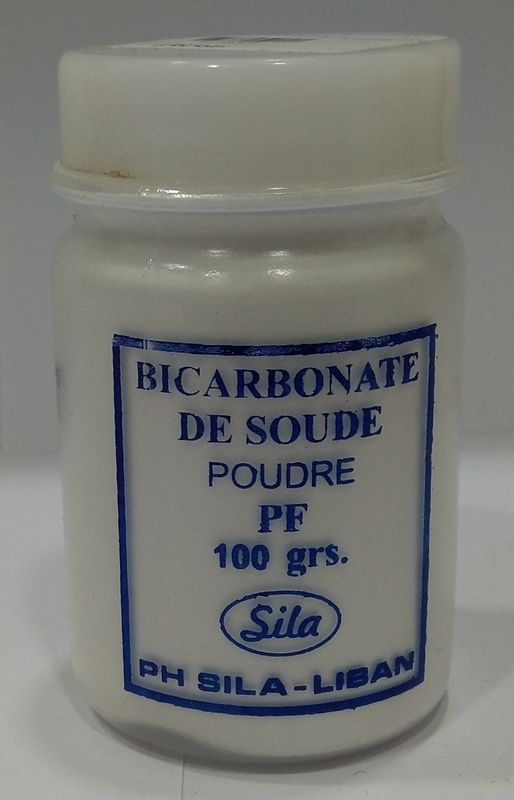 BICARBONATE
DE SOUDE
POUDRE
PF
100 grs.
Sila
PH SILA-LIBAN